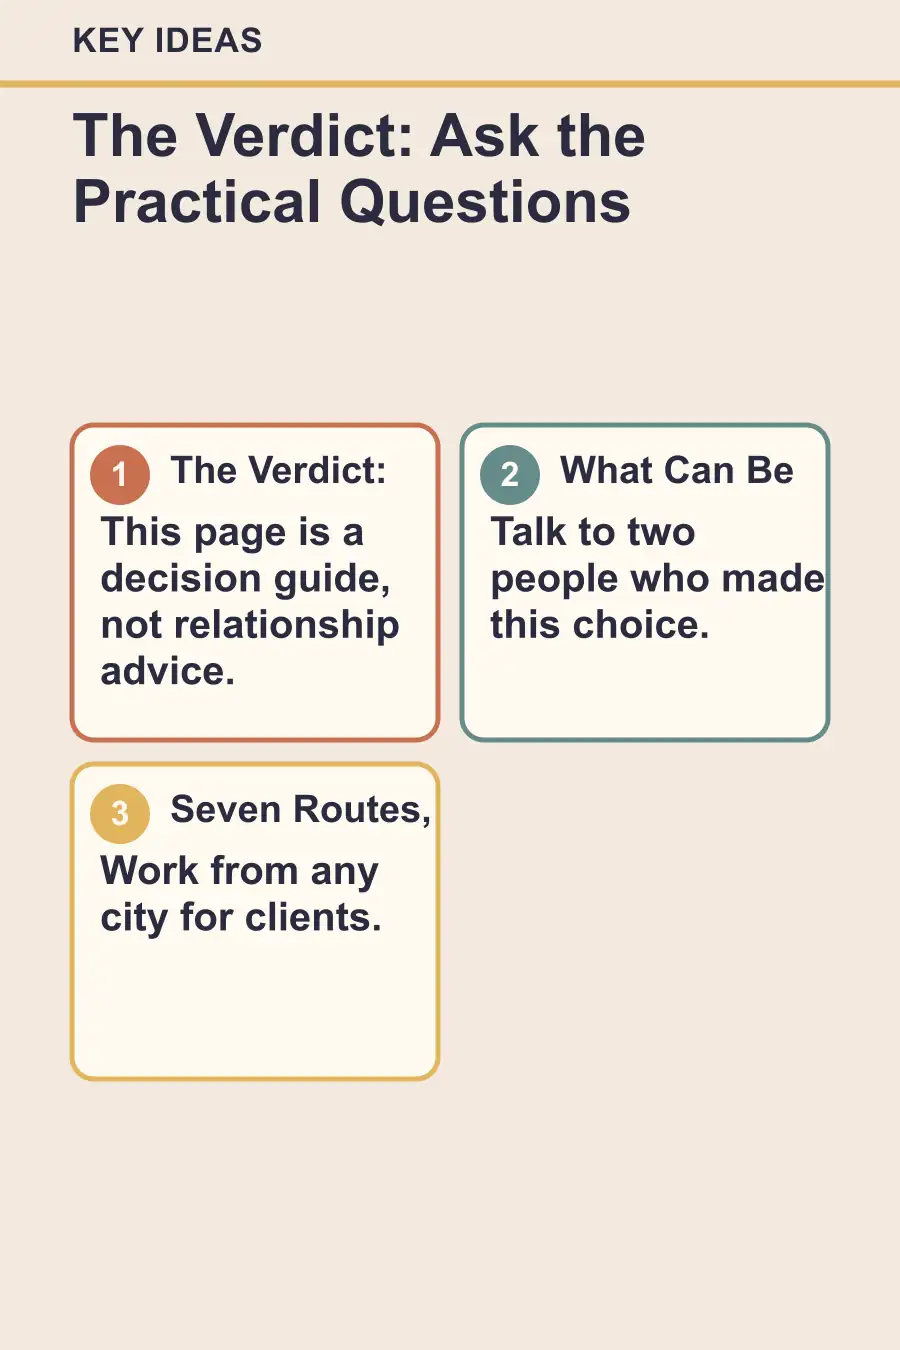 KEY IDEAS
The Verdict: Ask the
Practical Questions
1 The Verdict:
This page is a
decision guide,
not relationship
advice.
2 What Can Be
Talk to two
people who made
this choice.
3 Seven Routes,
Work from any
city for clients.